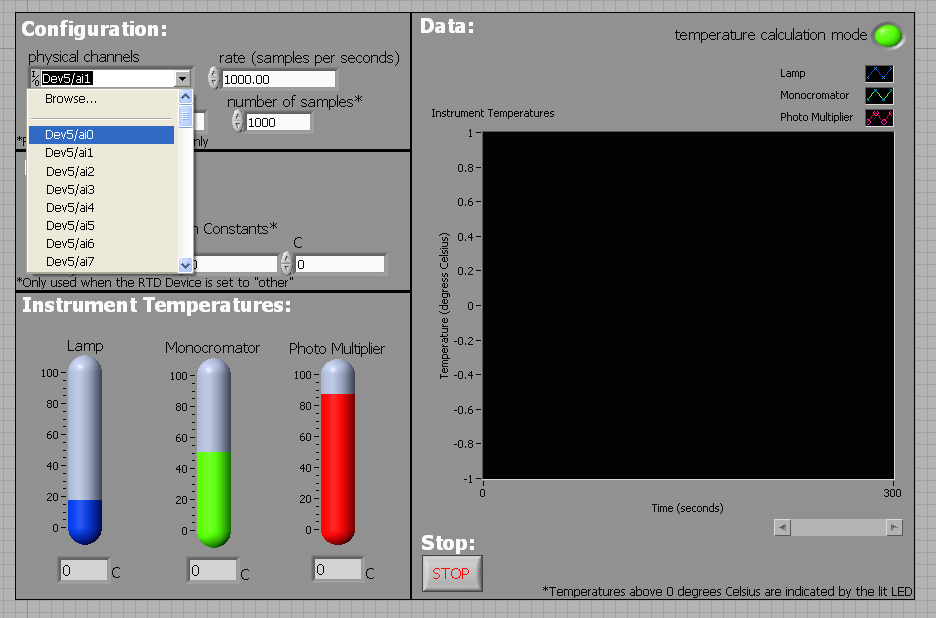 Configuration:
physical channels
Dev5/ai1
Browse...
Dev5/ai0
Dev5/ai1
Dev5/ai2
Dev5/ai3
Dev5/ai4
Dev5/ai5
Dev5/ai6
Dev5/ai7
rate (samples per seconds)
1000.00
number of samples*
1000
Constants*
C
0
0
*Only used when the RTD Device is set to "other"
Instrument Temperatures:
Lamp
100
80
60
40
20
0
0 C
Monocromator
100
80
60
40
20
0
0 C
Photo Multiplier
100
80
60
40
20
0
0 C
Data:
temperature calculation mode
Lamp
Monocromator
Photo Multiplier
Instrument Temperatures
Temperature (degress Celsius)
1
0.8
0.6
0.4
0.2
0
-0.2
-0.4
-0.6
-0.8
-1
0 300
Time (seconds)
Stop:
STOP
*Temperatures above 0 degrees Celsius are indicated by the lit LED